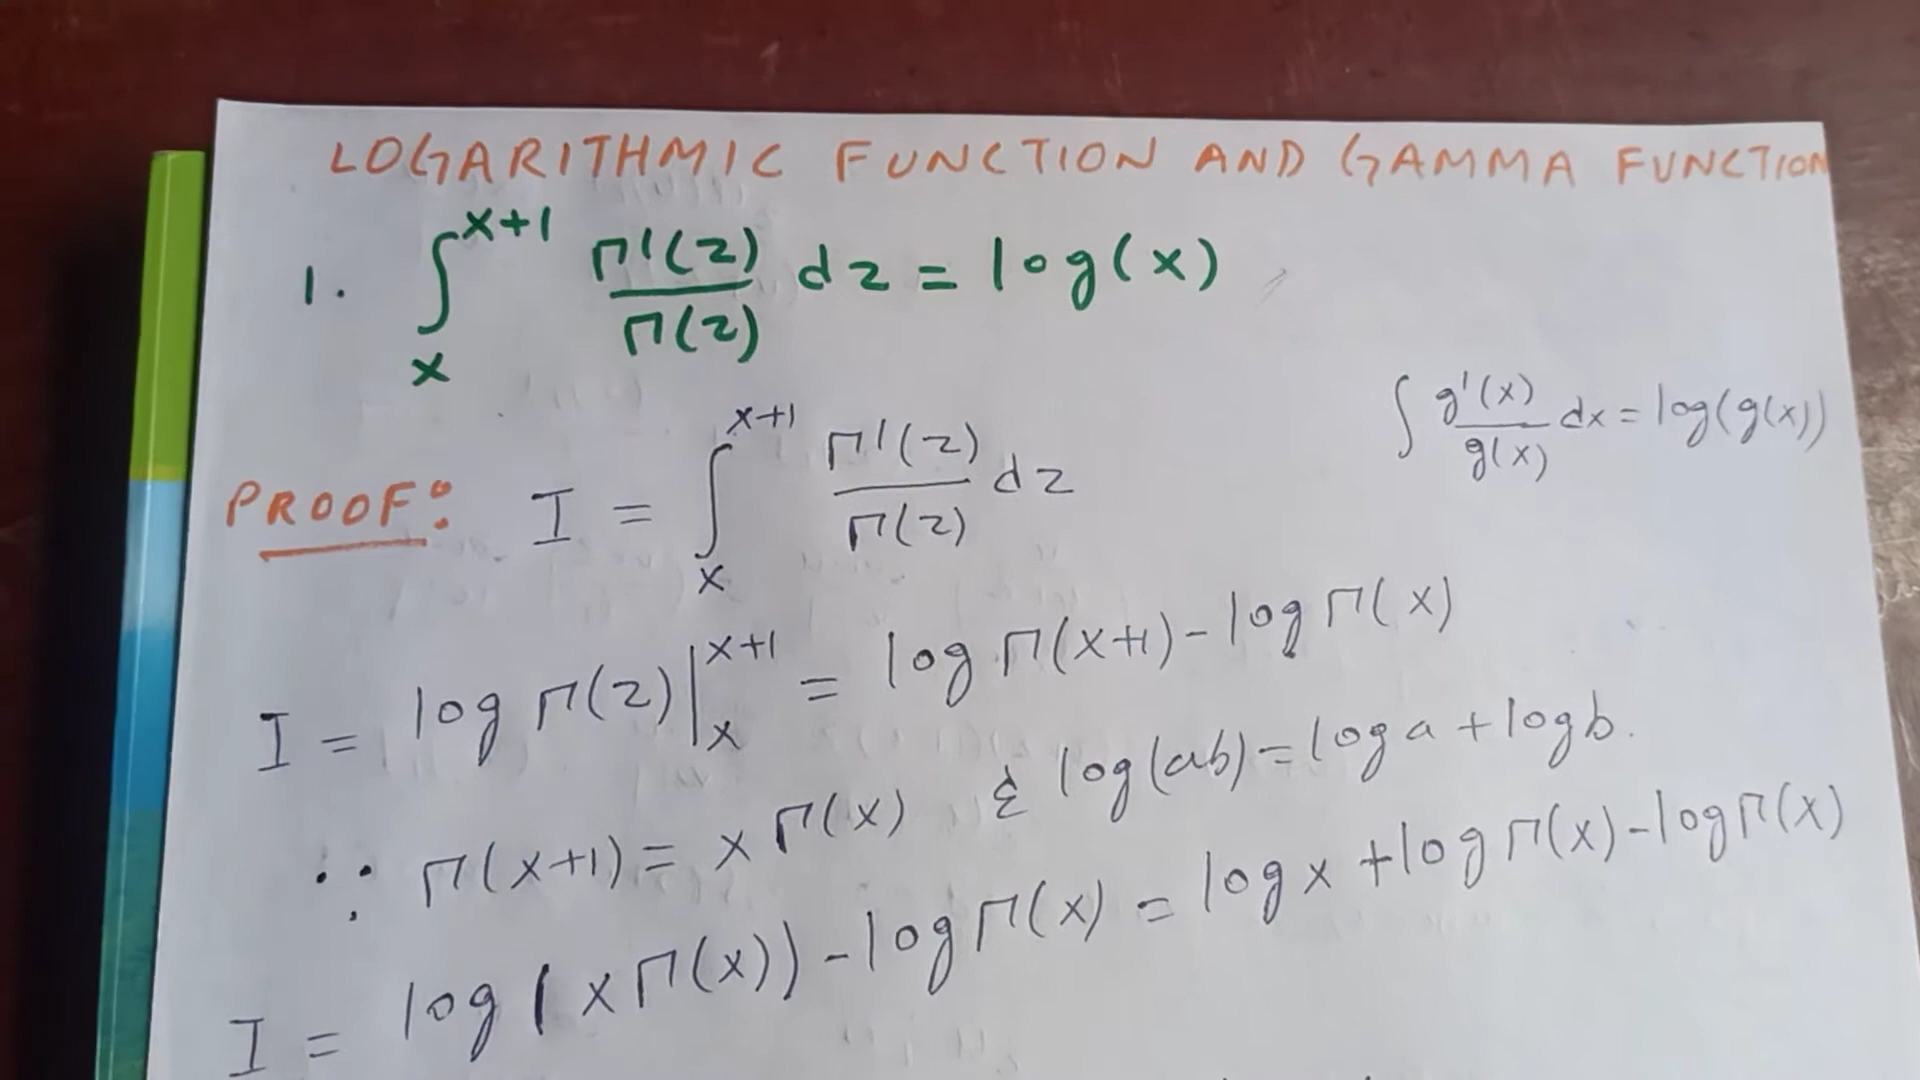 LOGARITHMIC FUNCTION AND GAMMA FUNCTION
1. ∫_x^{x+1} Γ'(z)/Γ(z) dz = log(x)
∫ g'(x)/g(x) dx = log(g(x))
PROOF: I = ∫_x^{x+1} Γ'(z)/Γ(z) dz
I = log Γ(z)|_x^{x+1} = log Γ(x+1) - log Γ(x)
∵ Γ(x+1) = x Γ(x) & log(ab) = log a + log b.
I = log(x Γ(x)) - log Γ(x) = log x + log Γ(x) - log Γ(x)